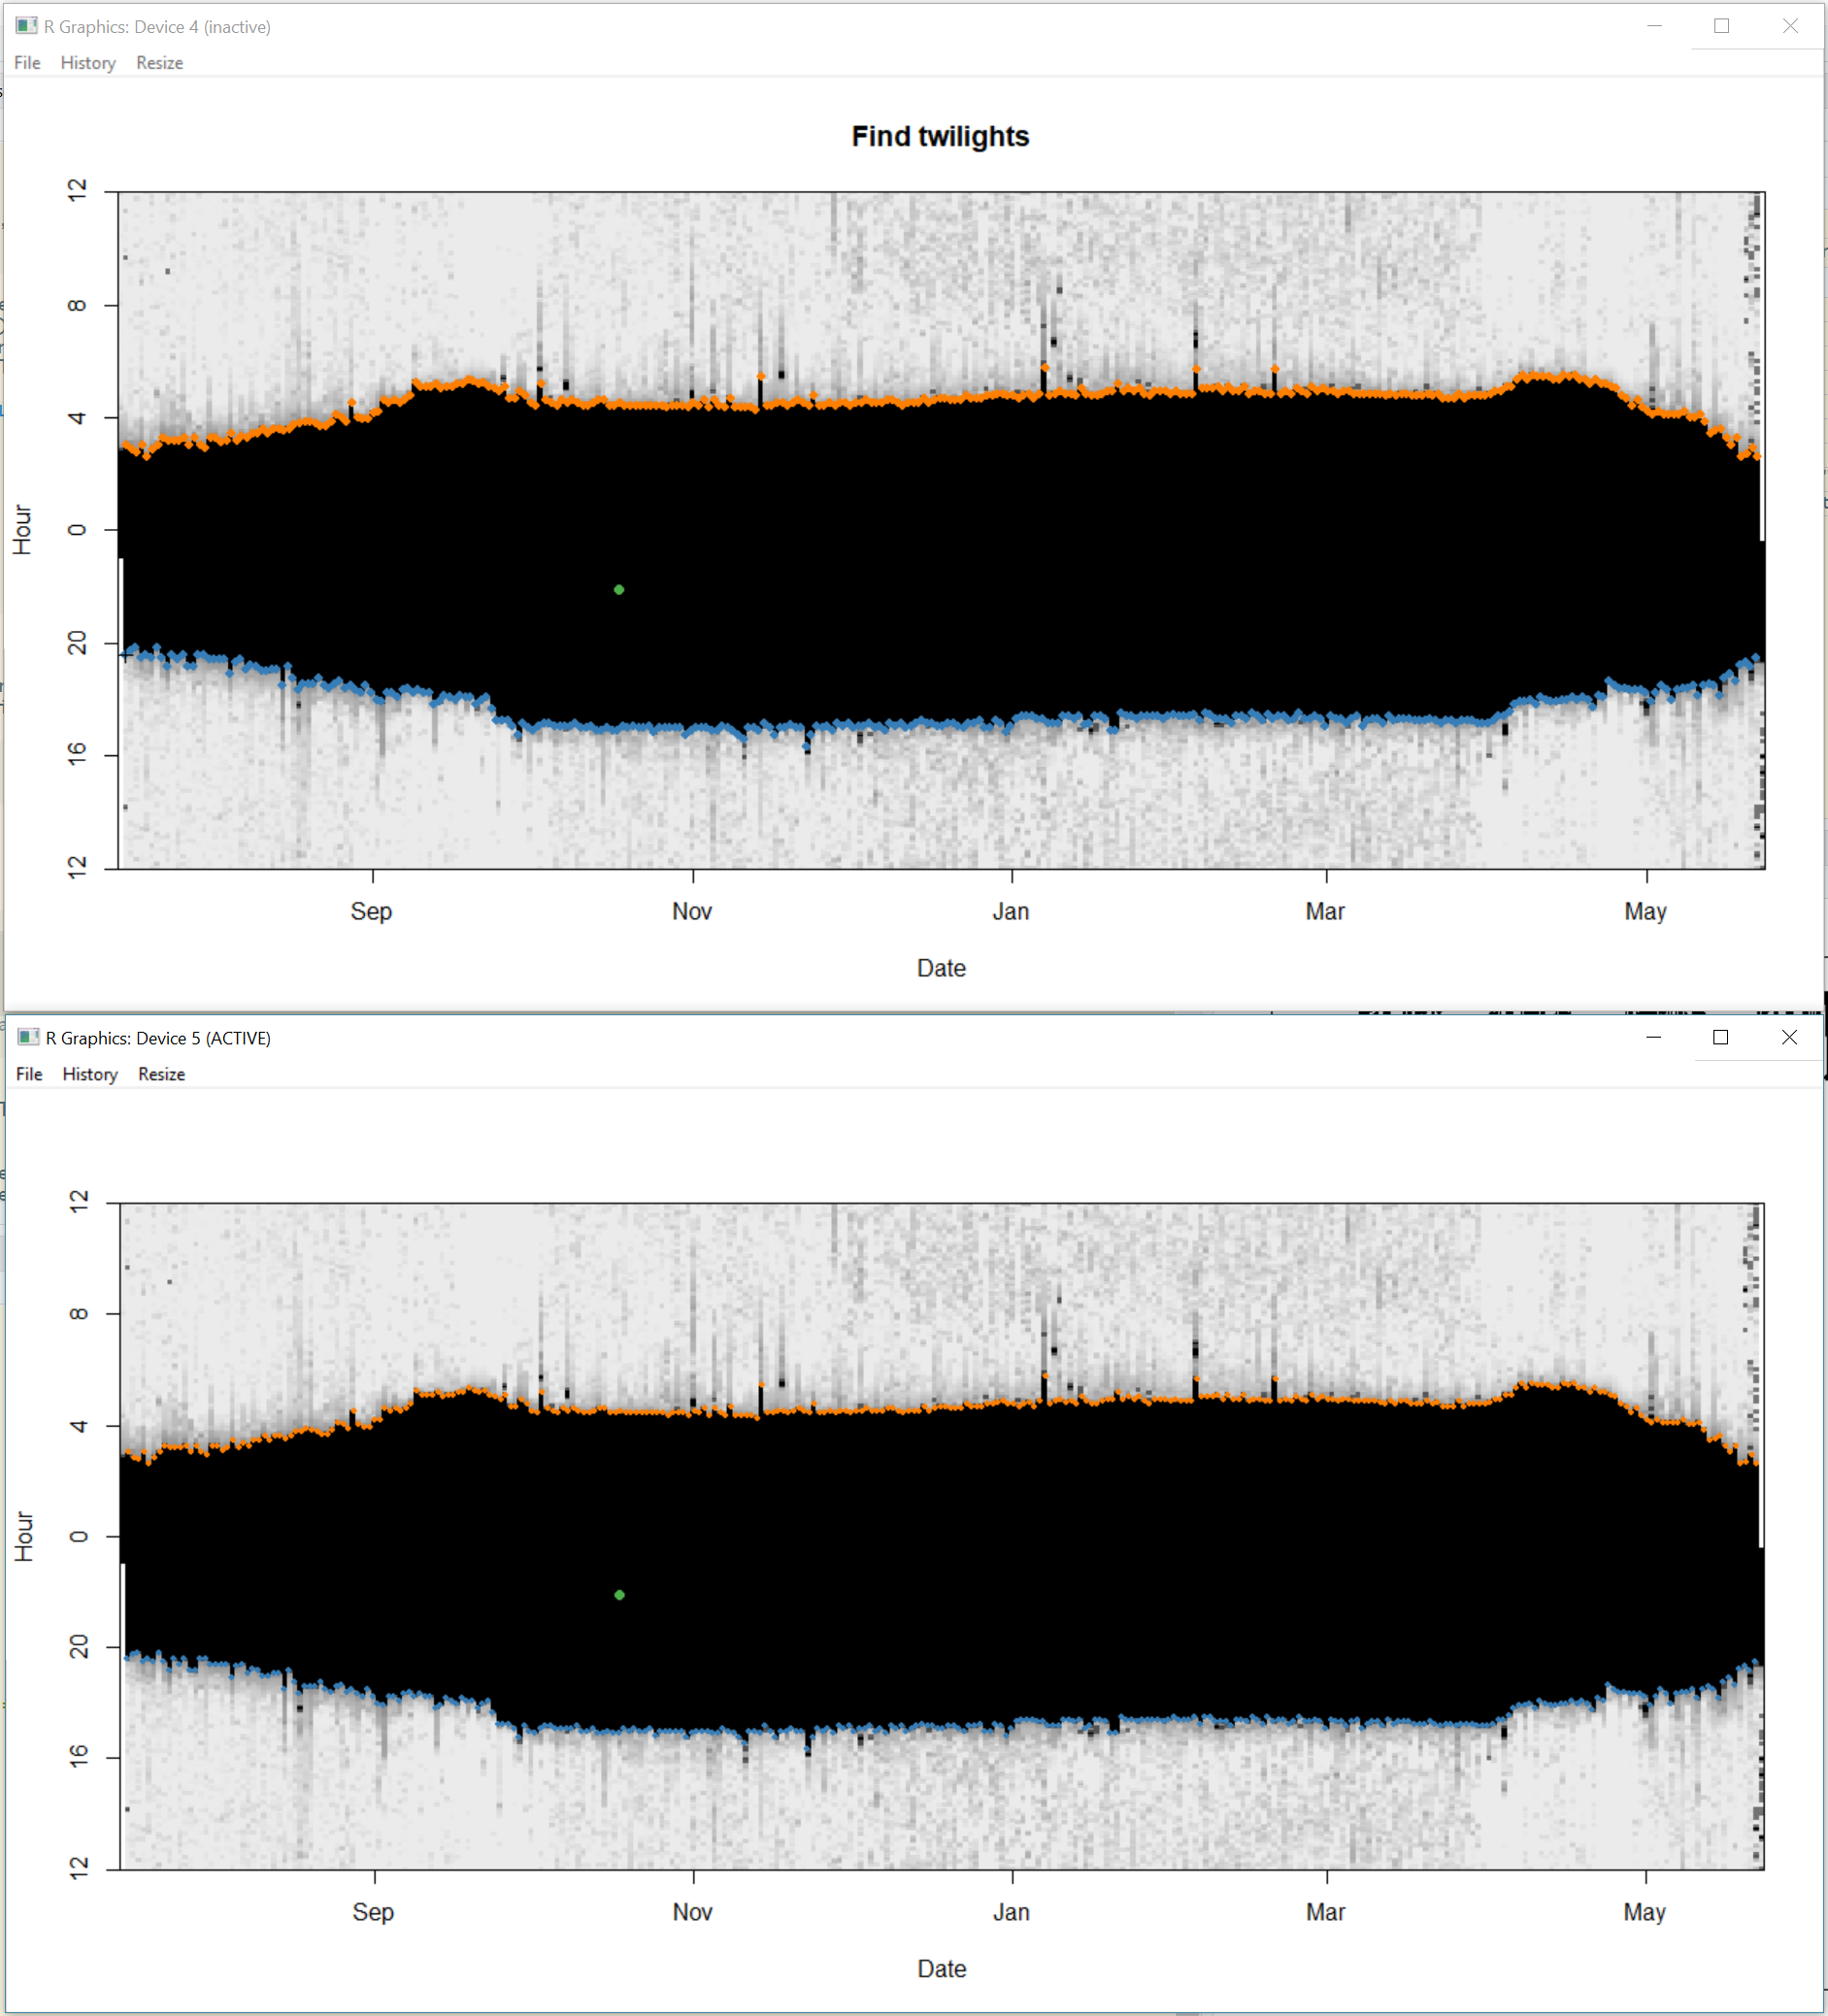 R Graphics: Device 4 (inactive)
File History Resize
Find twilights
12
8
4
0
20
16
12
Hour
Sep Nov Jan Mar May
Date
R Graphics: Device 5 (ACTIVE)
File History Resize
12
8
4
0
20
16
12
Hour
Sep Nov Jan Mar May
Date